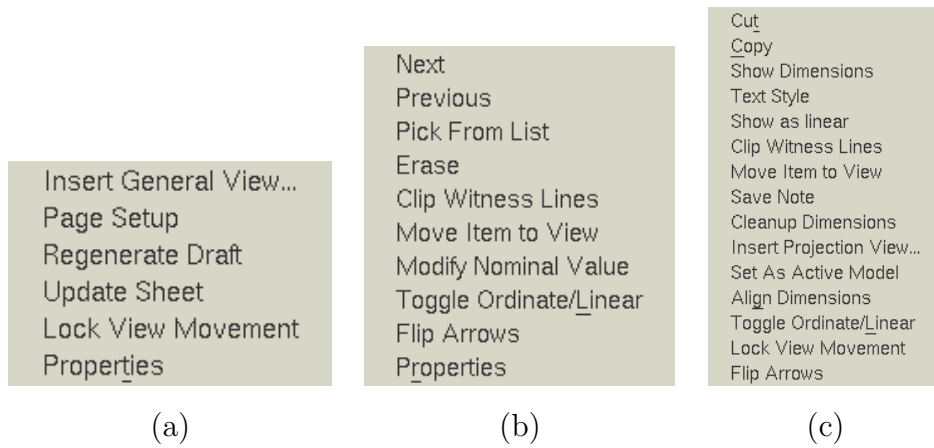 Insert General View...
Page Setup
Regenerate Draft
Update Sheet
Lock View Movement
Properties
(a)
Next
Previous
Pick From List
Erase
Clip Witness Lines
Move Item to View
Modify Nominal Value
Toggle Ordinate/Linear
Flip Arrows
Properties
(b)
Cut
Copy
Show Dimensions
Text Style
Show as linear
Clip Witness Lines
Move Item to View
Save Note
Cleanup Dimensions
Insert Projection View...
Set As Active Model
Align Dimensions
Toggle Ordinate/Linear
Lock View Movement
Flip Arrows
(c)